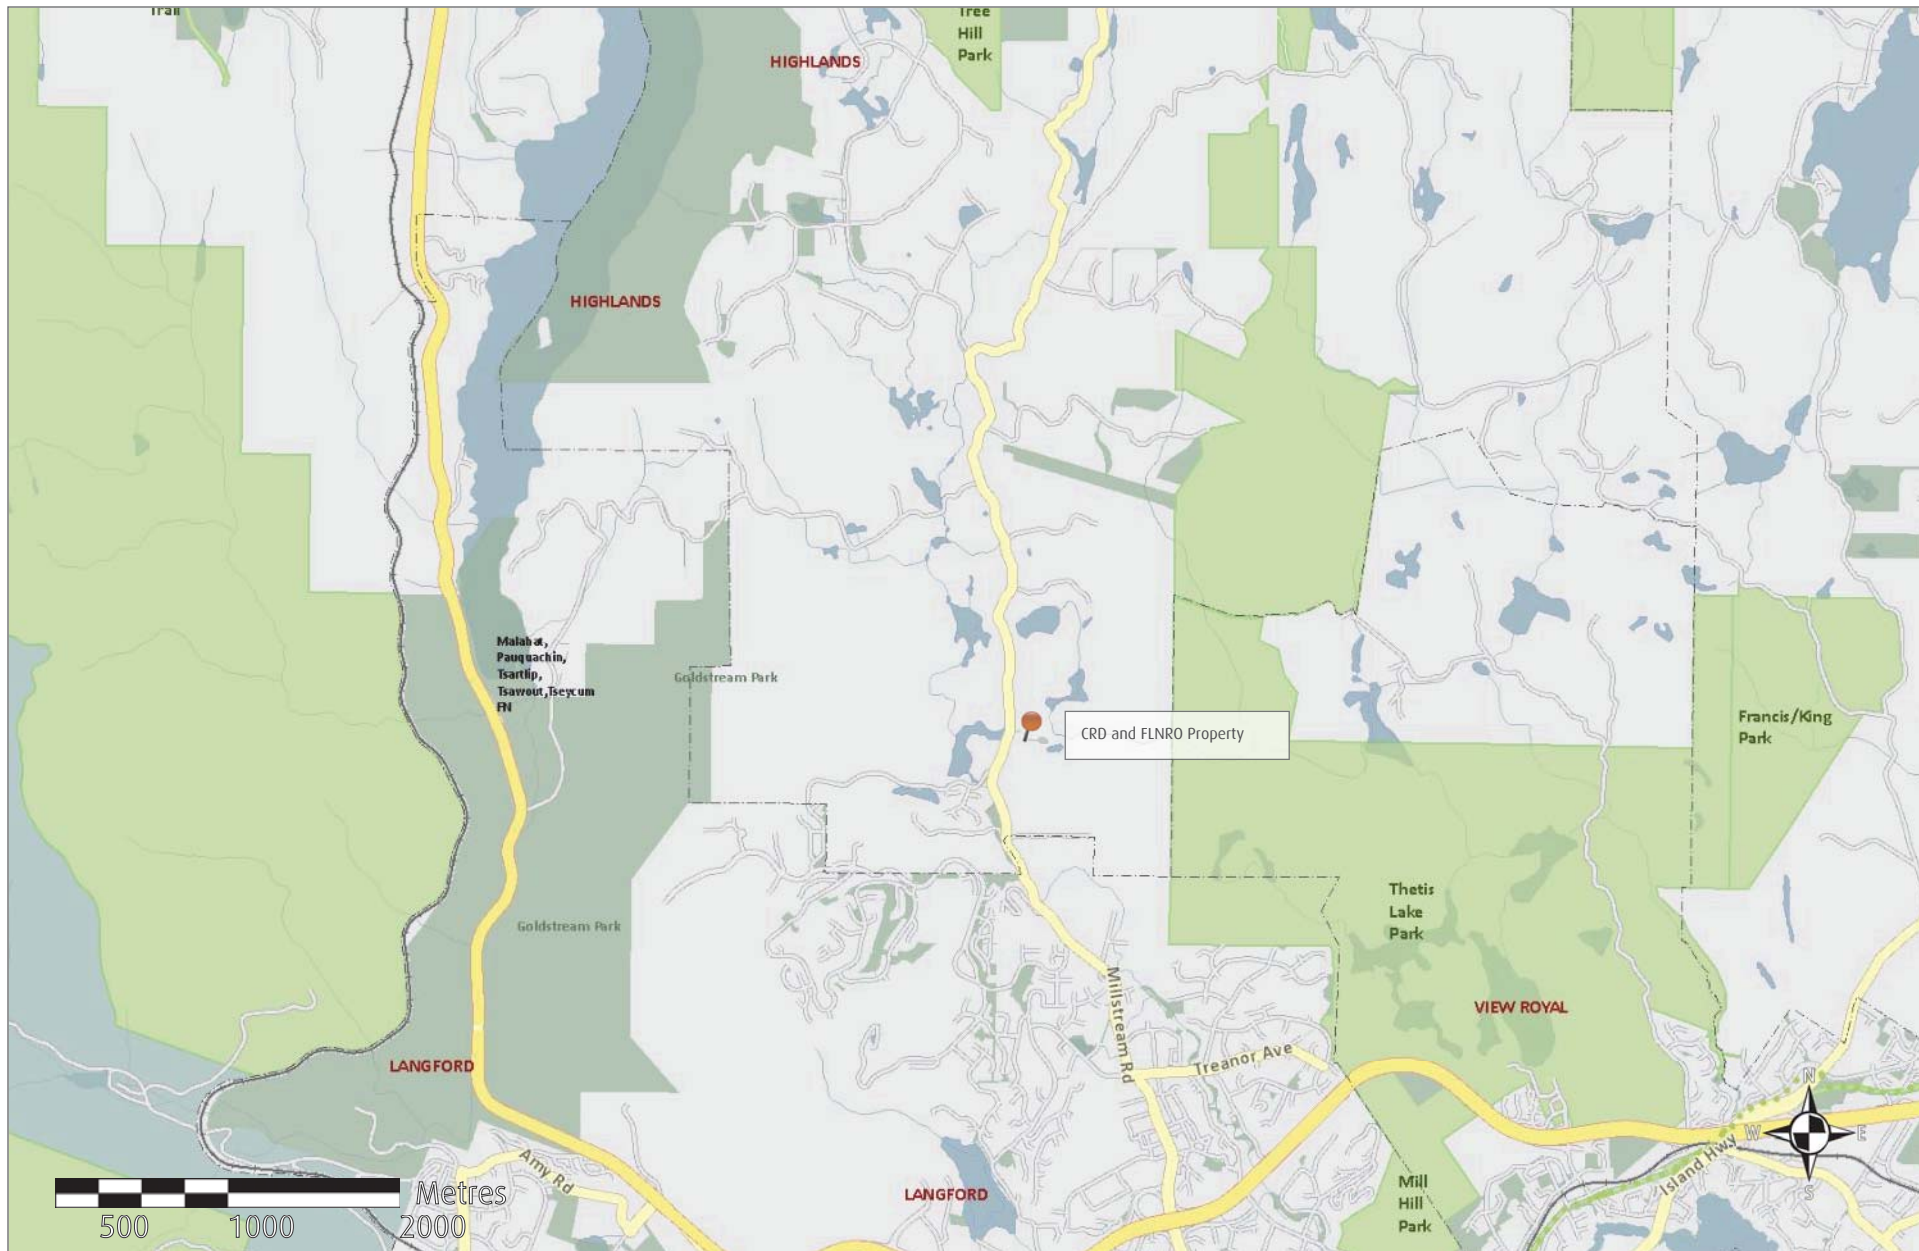 Trail
Tree
Hill
Park
HIGHLANDS
HIGHLANDS
Malahat,
Pauquachin,
Tsartlip,
Tsawout,Tseycum
FN
Goldstream Park
CRD and FLNRO Property
Francis/King
Park
Thetis
Lake
Park
Goldstream Park
VIEW ROYAL
Millstream Rd
Treanor Ave
LANGFORD
N
W
E
S
Island Hwy
Amy Rd
LANGFORD
Mill
Hill
Park
Metres
500
1000
2000